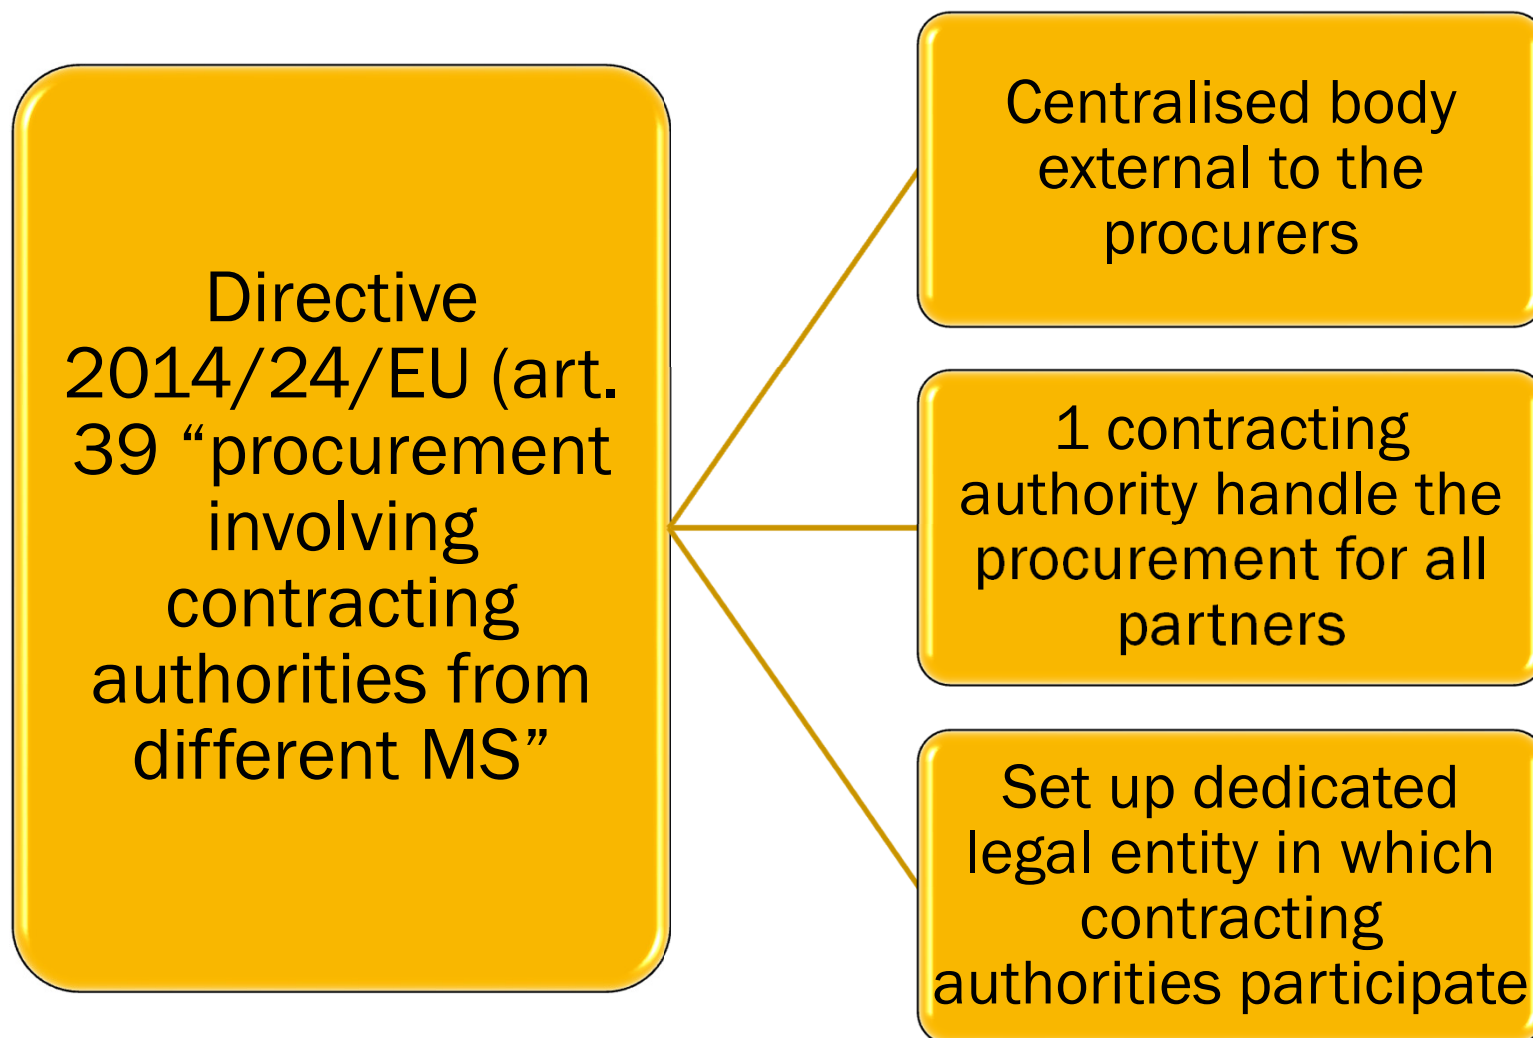 Directive
2014/24/EU (art.
39 “procurement
involving
contracting
authorities from
different MS”
Centralised body
external to the
procurers
1 contracting
authority handle the
procurement for all
partners
Set up dedicated
legal entity in which
contracting
authorities participate